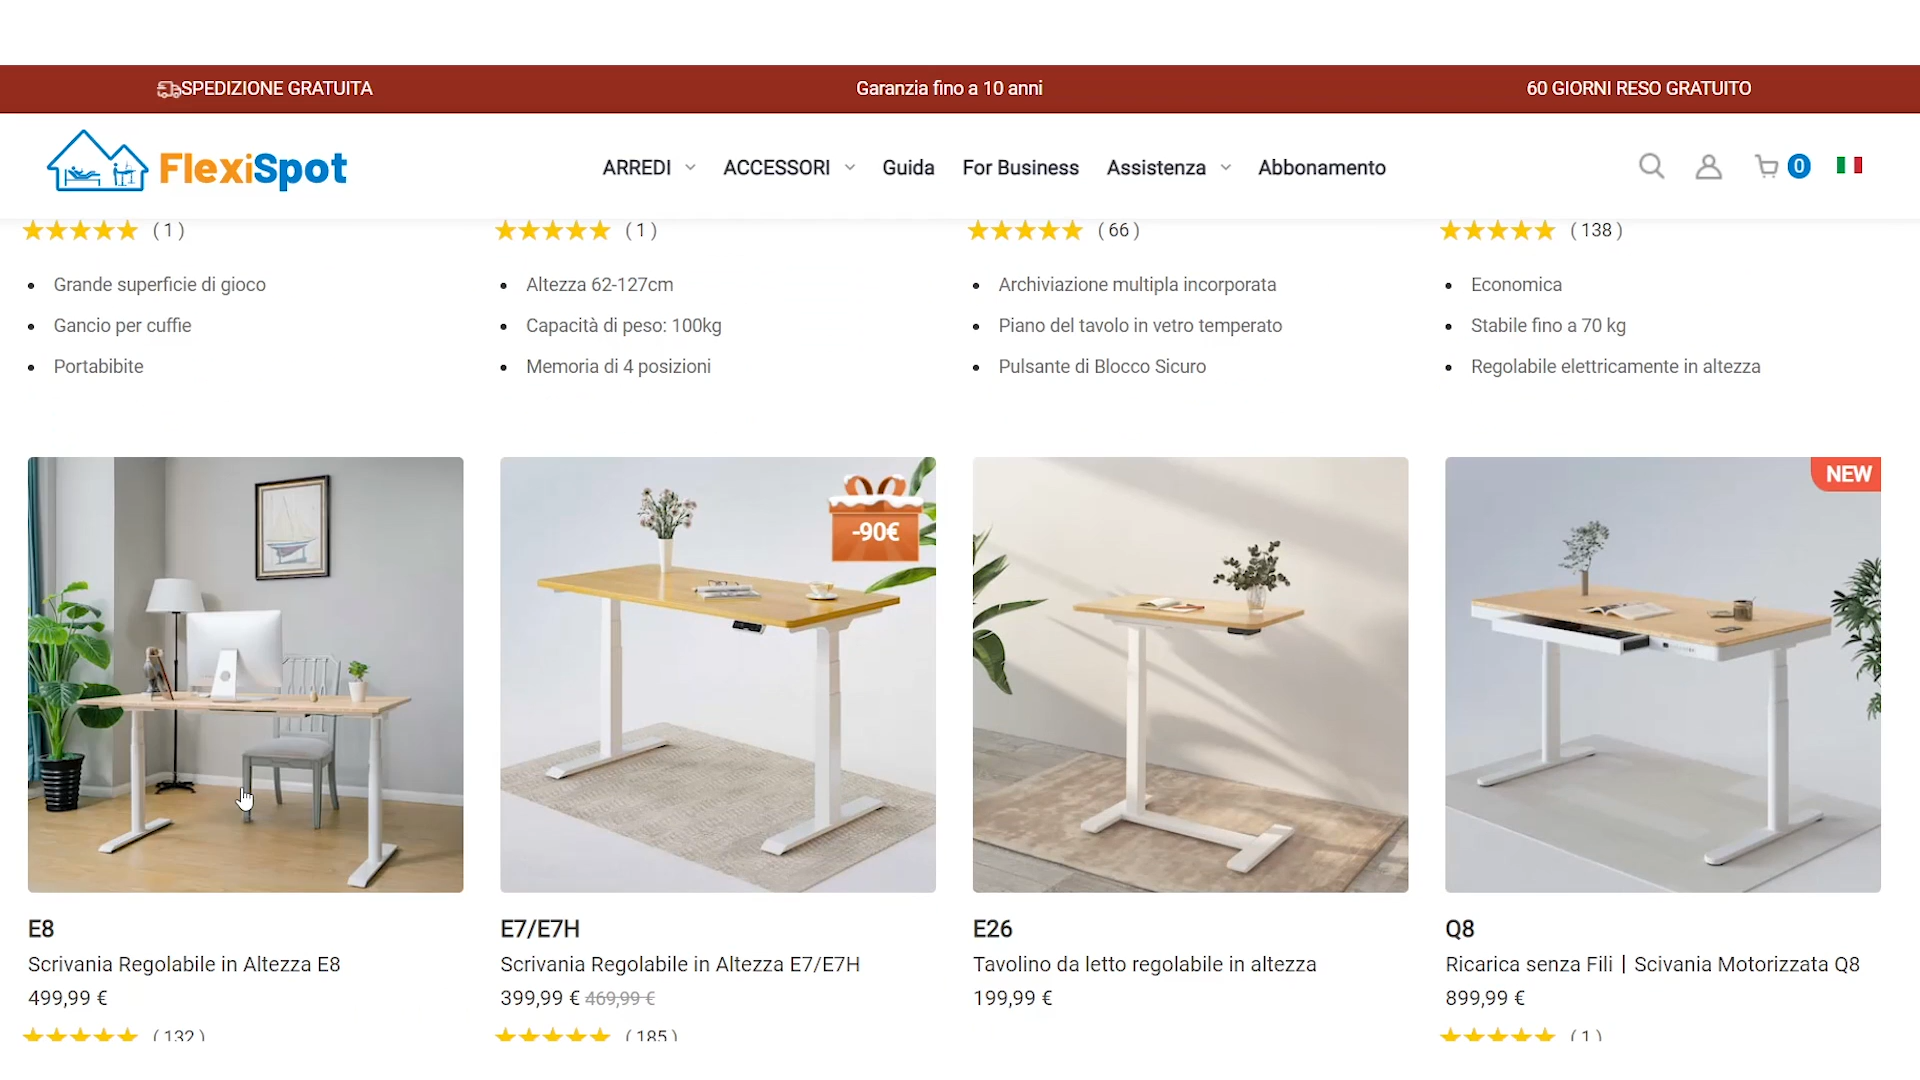 SPEDIZIONE GRATUITA
Garanzia fino a 10 anni
60 GIORNI RESO GRATUITO
FlexiSpot
ARREDI
ACCESSORI
Guida
For Business
Assistenza
Abbonamento
0
( 1 )
( 1 )
( 66 )
( 138 )
Grande superficie di gioco
Gancio per cuffie
Portabibite
Altezza 62-127cm
Capacità di peso: 100kg
Memoria di 4 posizioni
Archiviazione multipla incorporata
Piano del tavolo in vetro temperato
Pulsante di Blocco Sicuro
Economica
Stabile fino a 70 kg
Regolabile elettricamente in altezza
-90€
NEW
E8
Scrivania Regolabile in Altezza E8
499,99 €
( 132 )
E7/E7H
Scrivania Regolabile in Altezza E7/E7H
399,99 € 469,99 €
( 185 )
E26
Tavolino da letto regolabile in altezza
199,99 €
Q8
Ricarica senza Fili | Scivania Motorizzata Q8
899,99 €
( 1 )